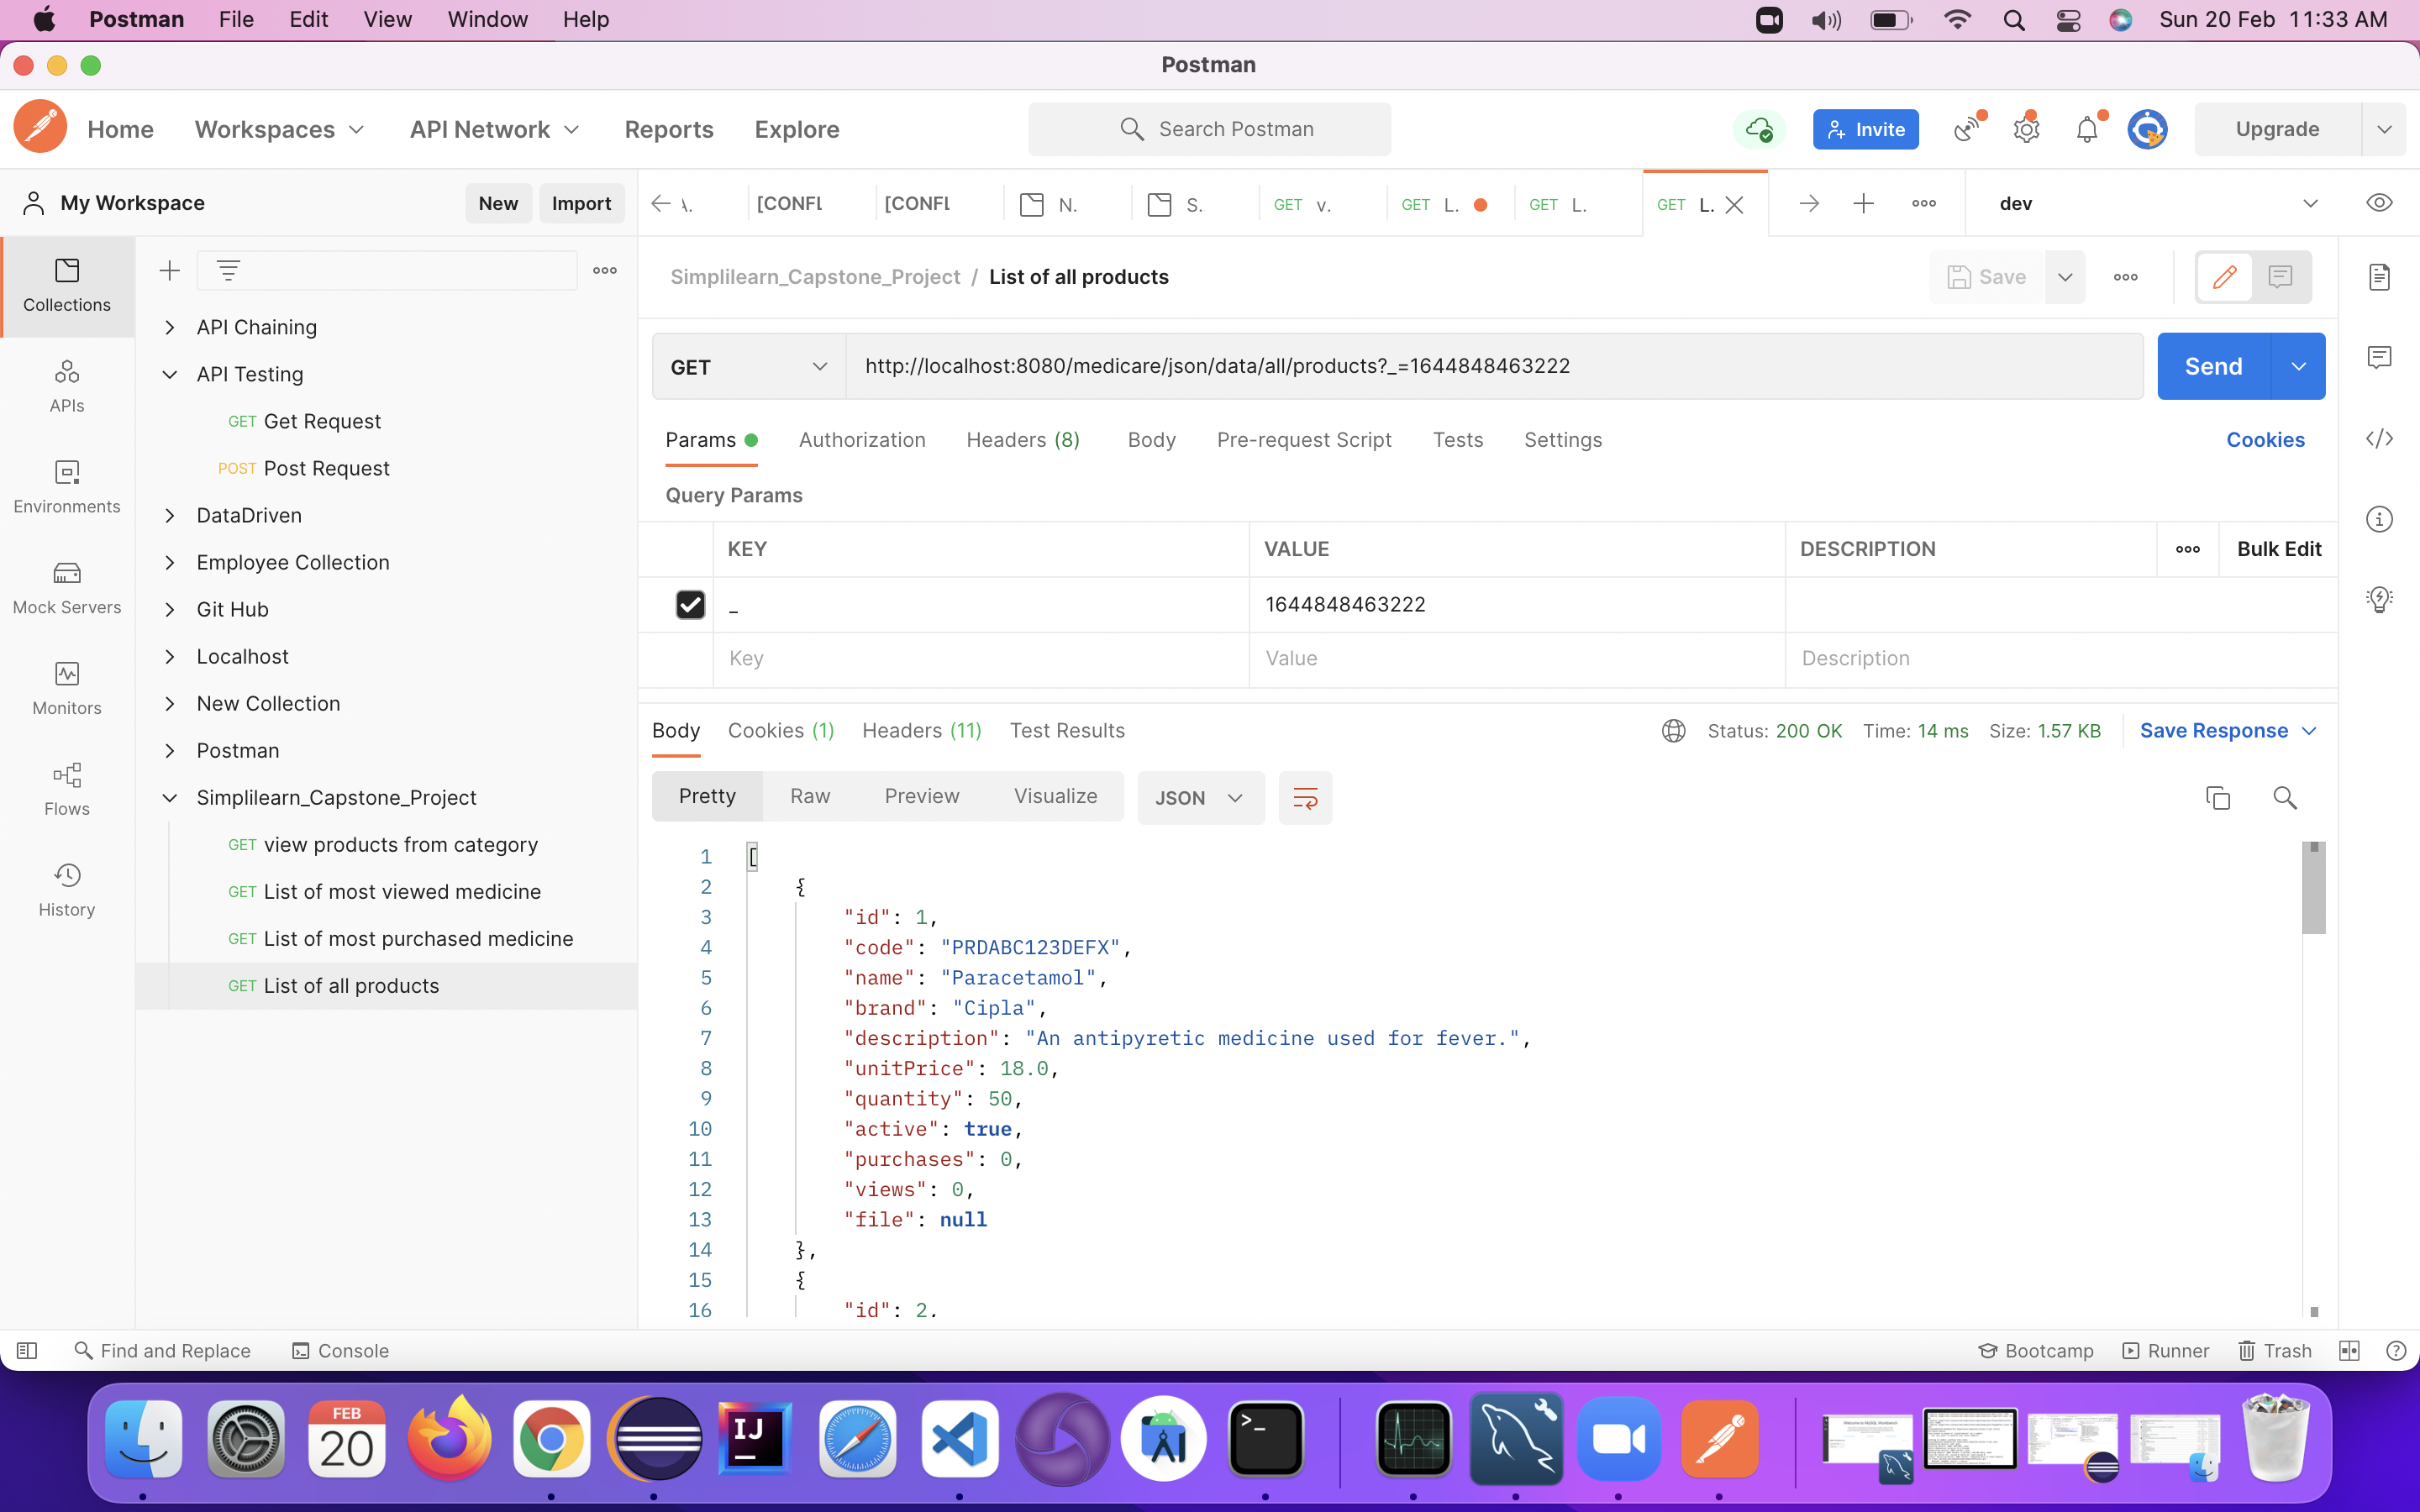 Postman File Edit View Window Help Sun 20 Feb 11:33 AM
Postman
Home Workspaces API Network Reports Explore Search Postman Invite Upgrade
My Workspace New Import [CONFL [CONFL N. S. GET v. GET L. GET L. GET L. dev
Collections
APIs
Environments
Mock Servers
Monitors
Flows
History
API Chaining
API Testing
GET Get Request
POST Post Request
DataDriven
Employee Collection
Git Hub
Localhost
New Collection
Postman
Simplilearn_Capstone_Project
GET view products from category
GET List of most viewed medicine
GET List of most purchased medicine
GET List of all products
Simplilearn_Capstone_Project / List of all products Save
GET http://localhost:8080/medicare/json/data/all/products?_=1644848463222 Send
Params Authorization Headers (8) Body Pre-request Script Tests Settings Cookies
Query Params
KEY VALUE DESCRIPTION Bulk Edit
_ 1644848463222
Key Value Description
Body Cookies (1) Headers (11) Test Results Status: 200 OK Time: 14 ms Size: 1.57 KB Save Response
Pretty Raw Preview Visualize JSON
1 [
2 {
3 "id": 1,
4 "code": "PRDABC123DEFX",
5 "name": "Paracetamol",
6 "brand": "Cipla",
7 "description": "An antipyretic medicine used for fever.",
8 "unitPrice": 18.0,
9 "quantity": 50,
10 "active": true,
11 "purchases": 0,
12 "views": 0,
13 "file": null
14 },
15 {
16 "id": 2,
Find and Replace Console Bootcamp Runner Trash
FEB
20
IJ